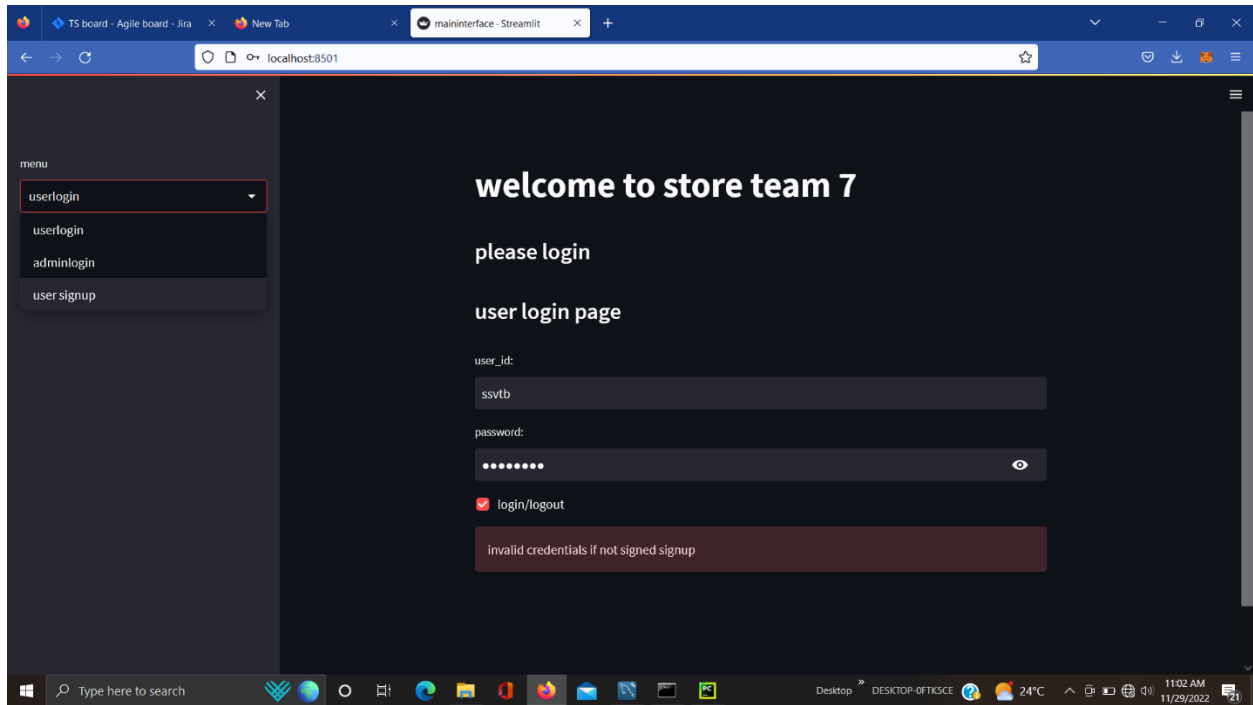 TS board - Agile board - Jira
New Tab
maininterface · Streamlit
localhost:8501
menu
userlogin
userlogin
adminlogin
user signup
welcome to store team 7
please login
user login page
user_id:
ssvtb
password:
••••••••
login/logout
invalid credentials if not signed signup
Type here to search
PC
Desktop
DESKTOP-0FTK5CE
24°C
11:02 AM
11/29/2022
21